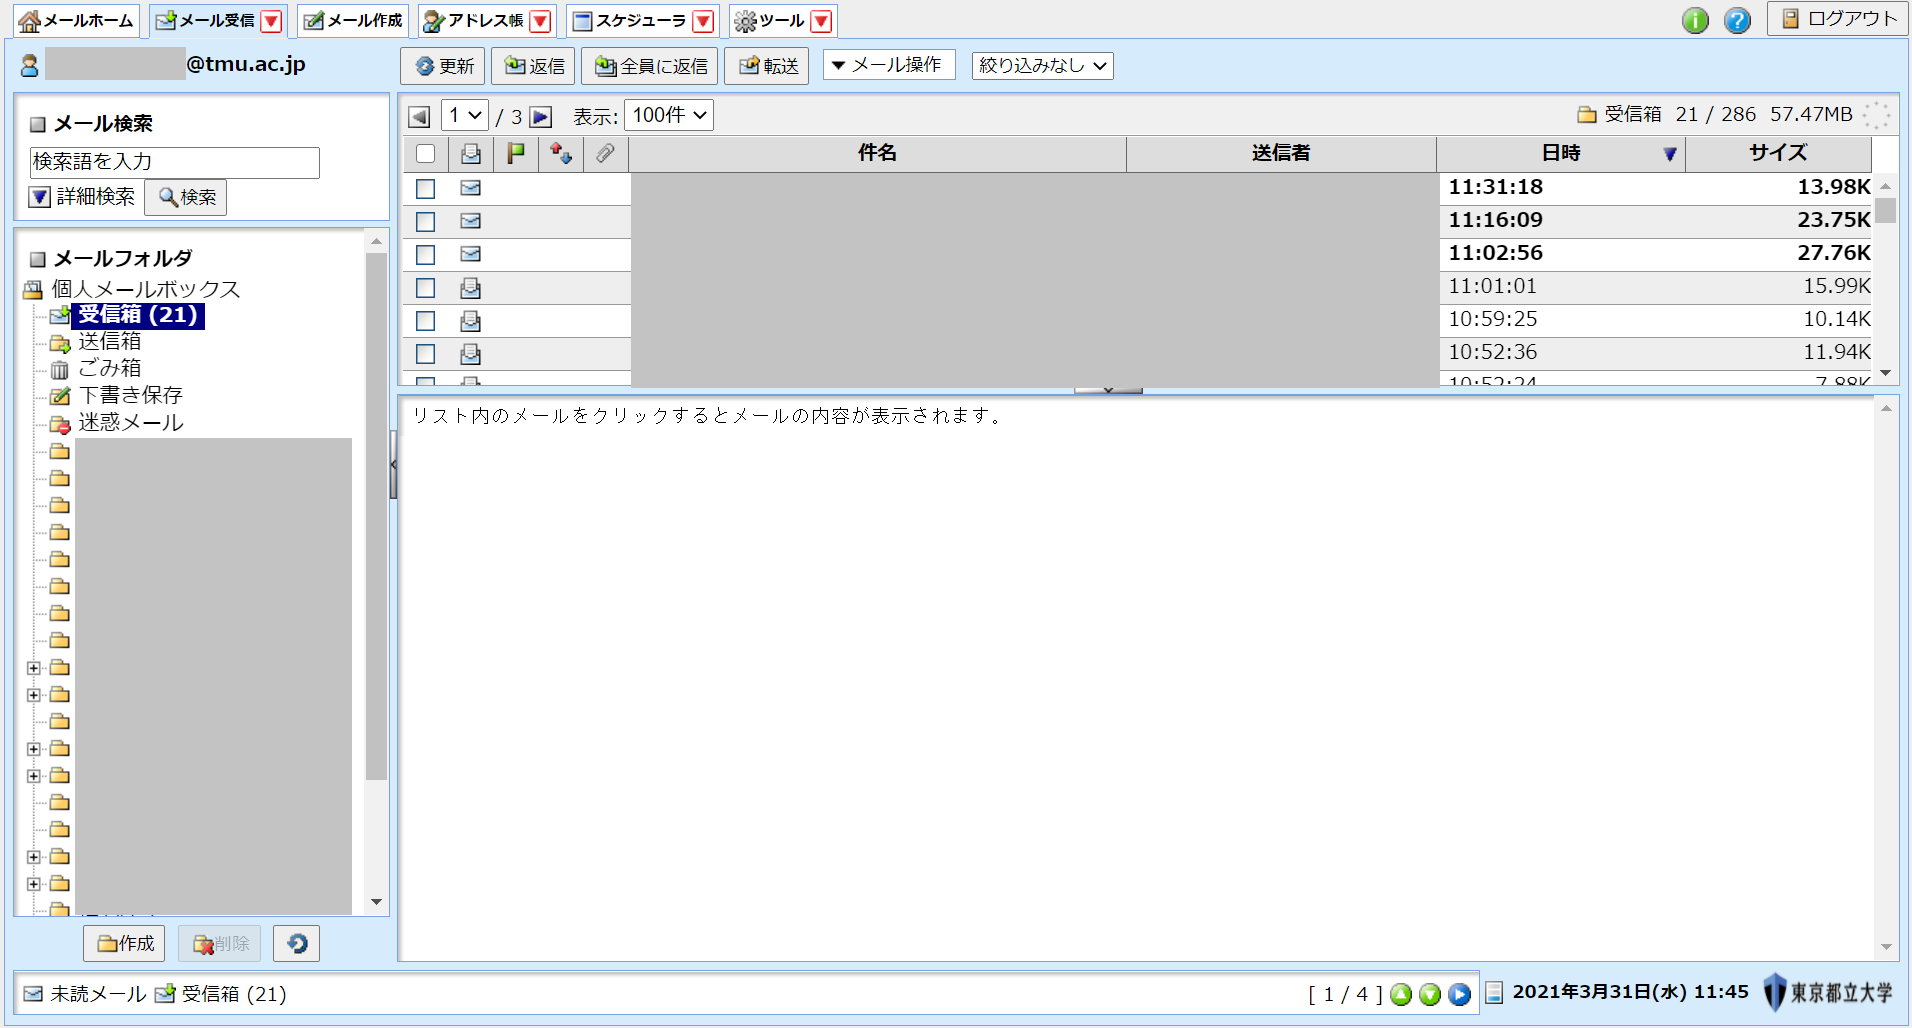 メールホーム メール受信 メール作成 アドレス帳 スケジューラ ツール ログアウト
@tmu.ac.jp 更新 返信 全員に返信 転送 ▼メール操作 絞り込みなし
メール検索
検索語を入力
詳細検索 検索
1 / 3 表示: 100件 受信箱 21 / 286 57.47MB
件名 送信者 日時 サイズ
11:31:18 13.98K
11:16:09 23.75K
11:02:56 27.76K
11:01:01 15.99K
10:59:25 10.14K
10:52:36 11.94K
10:52:24 7.88K
メールフォルダ
個人メールボックス
受信箱 (21)
送信箱
ごみ箱
下書き保存
迷惑メール
リスト内のメールをクリックするとメールの内容が表示されます。
作成 削除
未読メール 受信箱 (21) [ 1 / 4 ] 2021年3月31日(水) 11:45 東京都立大学